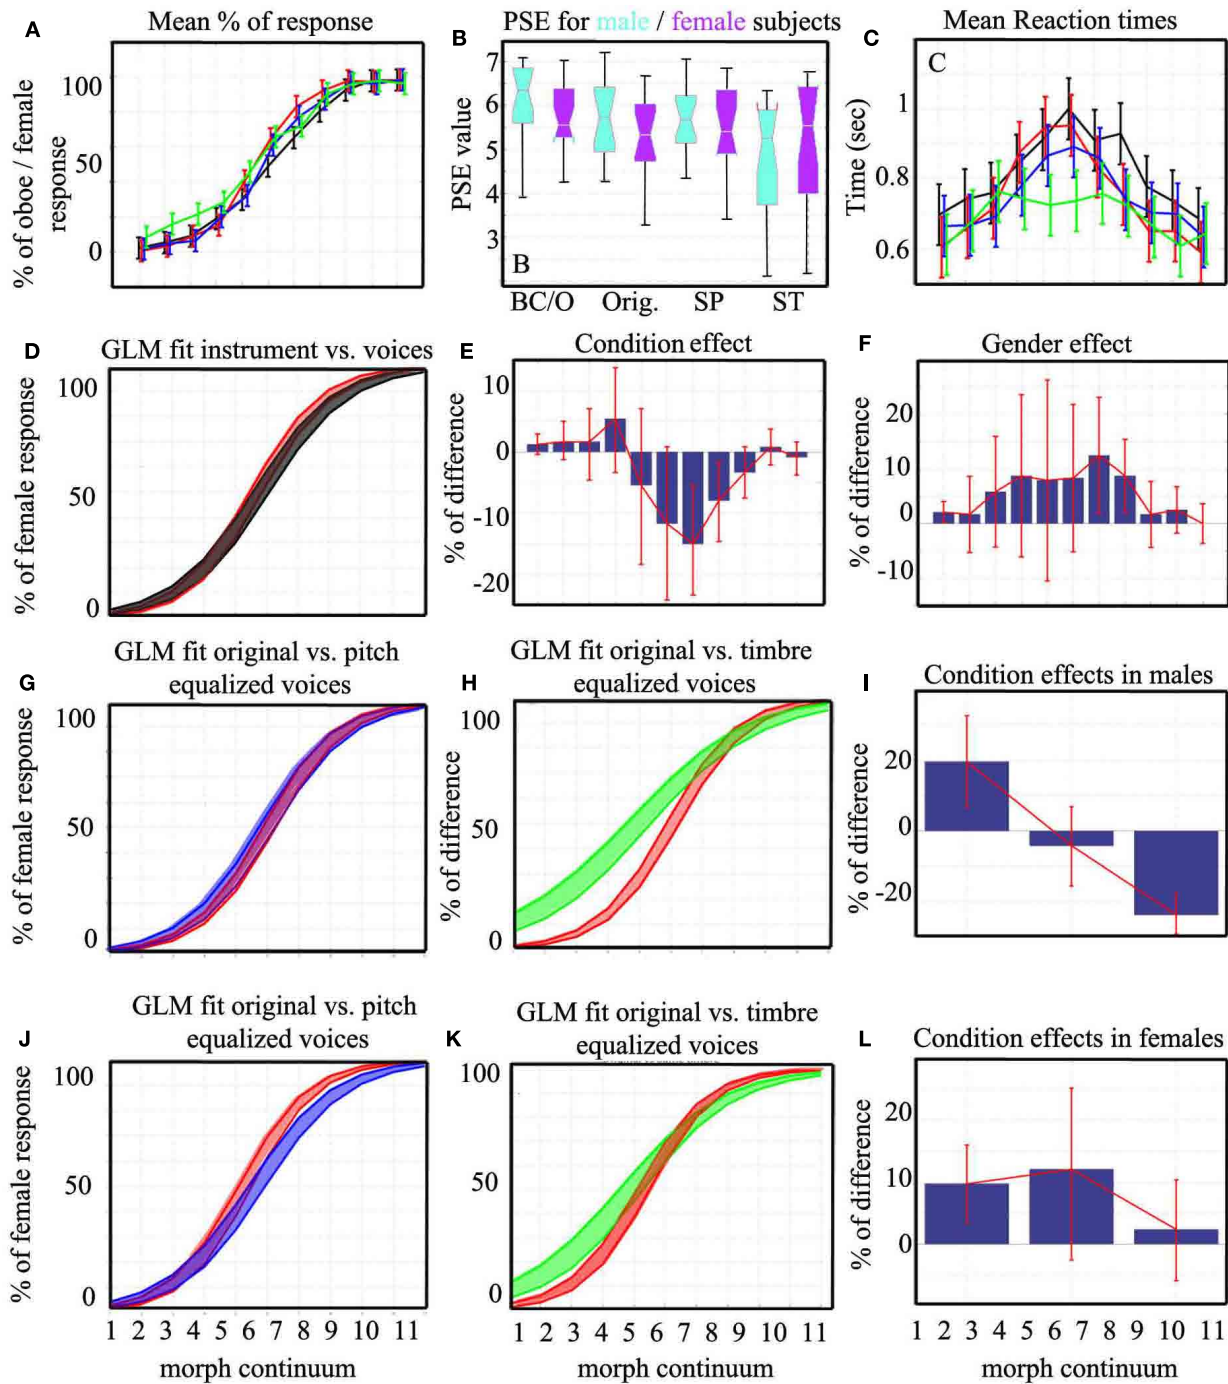 A
Mean % of response
% of oboe / female
response
100
50
0
B
PSE for male / female subjects
PSE value
7
6
5
4
3
B
BC/O Orig. SP ST
C
Mean Reaction times
C
Time (sec)
1
0.8
0.6
D
GLM fit instrument vs. voices
% of female response
100
50
0
E
Condition effect
% of difference
10
0
-10
-20
F
Gender effect
% of difference
20
10
0
-10
G
GLM fit original vs. pitch
equalized voices
% of female response
100
50
0
H
GLM fit original vs. timbre
equalized voices
% of difference
100
50
0
I
Condition effects in males
% of difference
20
0
-20
J
GLM fit original vs. pitch
equalized voices
% of female response
100
50
0
1 2 3 4 5 6 7 8 9 10 11
morph continuum
K
GLM fit original vs. timbre
equalized voices
100
50
0
1 2 3 4 5 6 7 8 9 10 11
morph continuum
L
Condition effects in females
% of difference
20
10
0
1 2 3 4 5 6 7 8 9 10 11
morph continuum